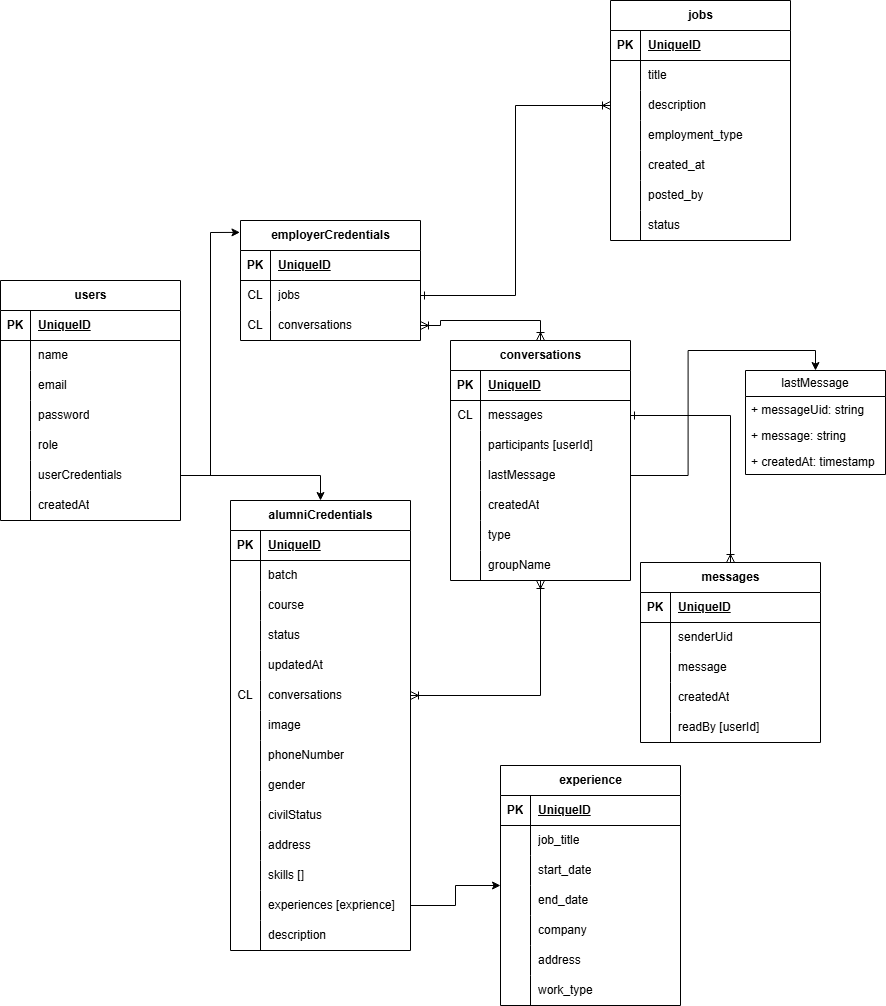 jobs
PK UniqueID
title
description
employment_type
created_at
posted_by
status
employerCredentials
PK UniqueID
CL jobs
CL conversations
users
PK UniqueID
name
email
password
role
userCredentials
createdAt
conversations
PK UniqueID
CL messages
participants [userId]
lastMessage
createdAt
type
groupName
lastMessage
+ messageUid: string
+ message: string
+ createdAt: timestamp
alumniCredentials
PK UniqueID
batch
course
status
updatedAt
CL conversations
image
phoneNumber
gender
civilStatus
address
skills []
experiences [exprience]
description
messages
PK UniqueID
senderUid
message
createdAt
readBy [userId]
experience
PK UniqueID
job_title
start_date
end_date
company
address
work_type